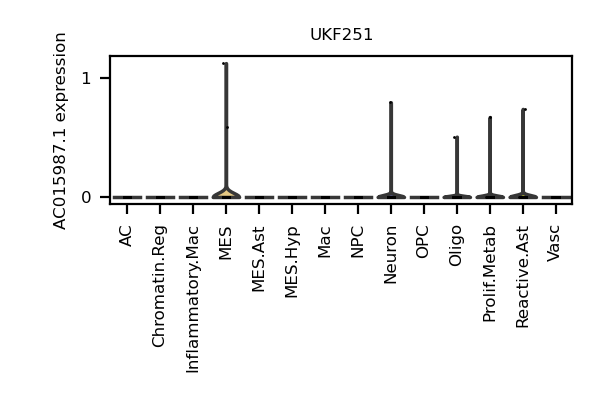 UKF251
AC015987.1 expression
1
0
AC
Chromatin.Reg
Inflammatory.Mac
MES
MES.Ast
MES.Hyp
Mac
NPC
Neuron
OPC
Oligo
Prolif.Metab
Reactive.Ast
Vasc